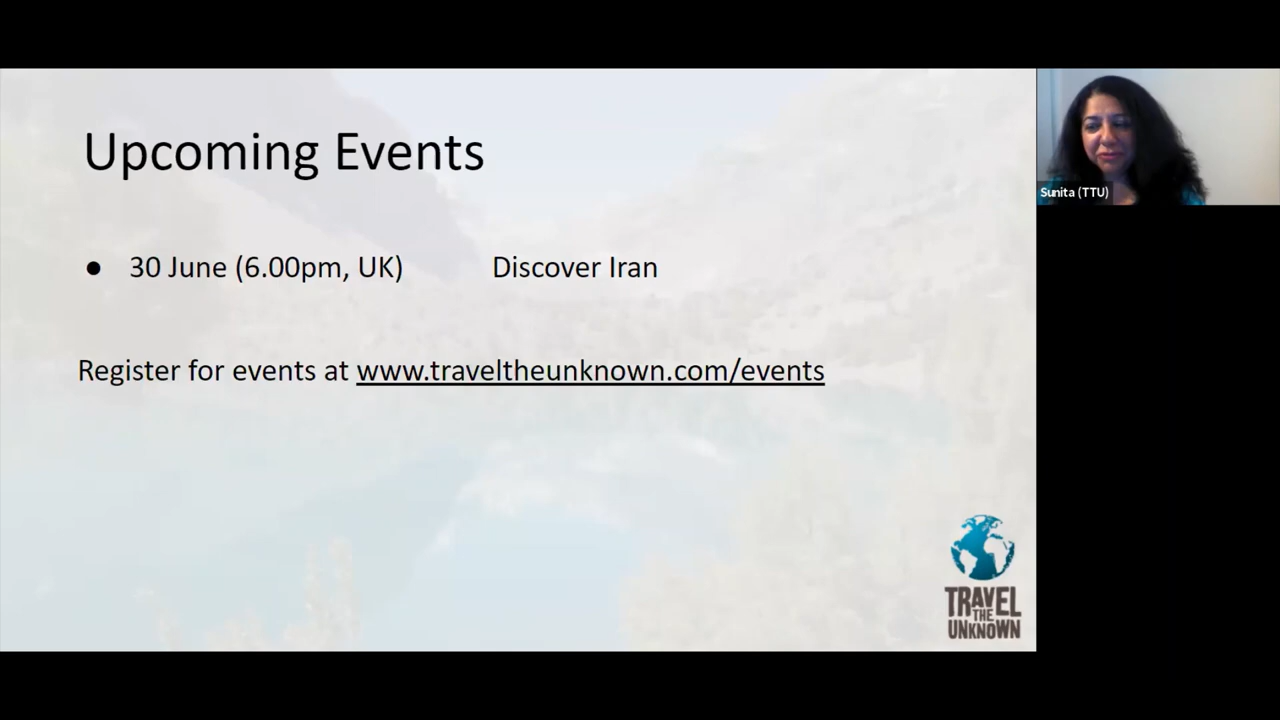 Upcoming Events
● 30 June (6.00pm, UK) Discover Iran
Register for events at www.traveltheunknown.com/events
TRAVEL
THE
UNKNOWN
Sunita (TTU)